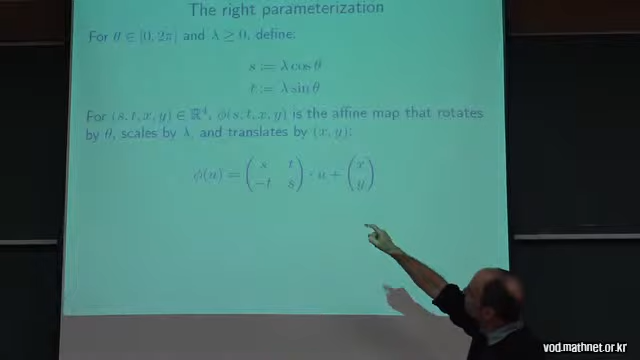 The right parameterization
For θ ∈ [0, 2π] and λ ≥ 0, define:
s := λ cos θ
t := λ sin θ
For (s, t, x, y) ∈ ℝ⁴, φ(s, t, x, y) is the affine map that rotates
by θ, scales by λ, and translates by (x, y):
φ(u) = ( s t ; −t s ) · u + ( x ; y )
vod.mathnet.or.kr